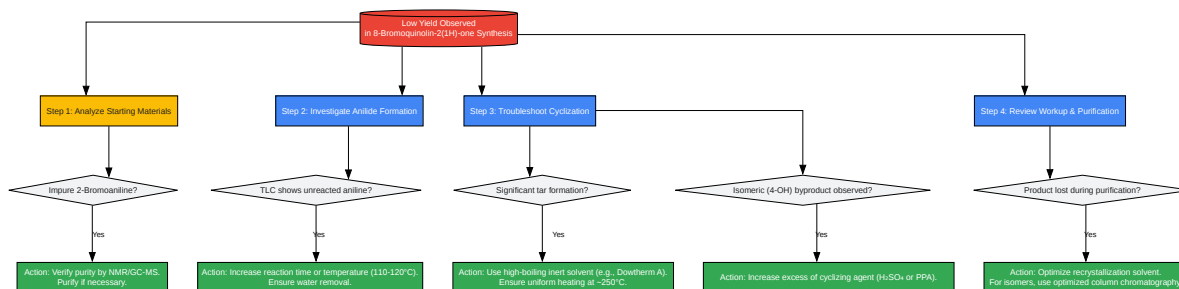 Low Yield Observed
in 8-Bromoquinolin-2(1H)-one Synthesis
Step 1: Analyze Starting Materials
Step 2: Investigate Anilide Formation
Step 3: Troubleshoot Cyclization
Step 4: Review Workup & Purification
Impure 2-Bromoaniline?
TLC shows unreacted aniline?
Significant tar formation?
Isomeric (4-OH) byproduct observed?
Product lost during purification?
Yes
Yes
Yes
Yes
Yes
Action: Verify purity by NMR/GC-MS.
Purify if necessary.
Action: Increase reaction time or temperature (110-120°C).
Ensure water removal.
Action: Use high-boiling inert solvent (e.g., Dowtherm A).
Ensure uniform heating at ~250°C.
Action: Increase excess of cyclizing agent (H₂SO₄ or PPA).
Action: Optimize recrystallization solvent.
For isomers, use optimized column chromatography